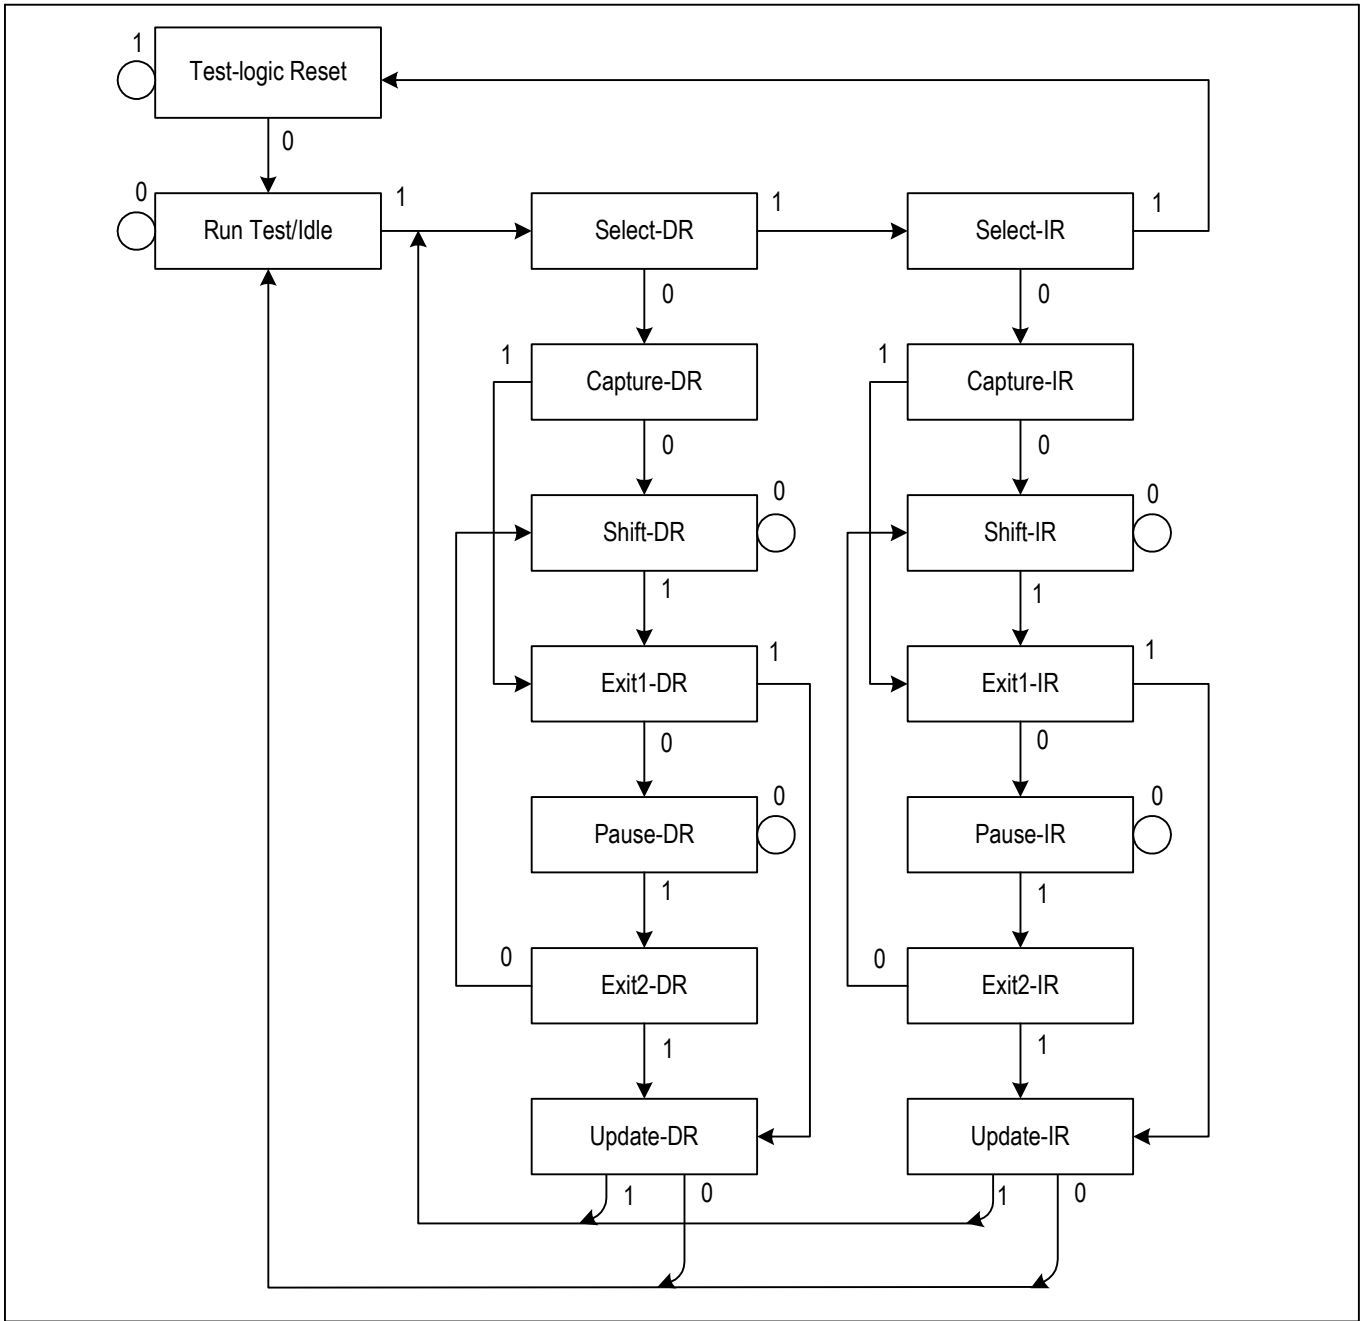 1
Test-logic Reset
0
0
Run Test/Idle
1
Select-DR
1
Select-IR
1
0
0
1
Capture-DR
1
Capture-IR
0
0
Shift-DR
0
Shift-IR
0
1
1
Exit1-DR
1
Exit1-IR
1
0
0
Pause-DR
0
Pause-IR
0
1
1
0
Exit2-DR
0
Exit2-IR
1
1
Update-DR
Update-IR
1
0
1
0